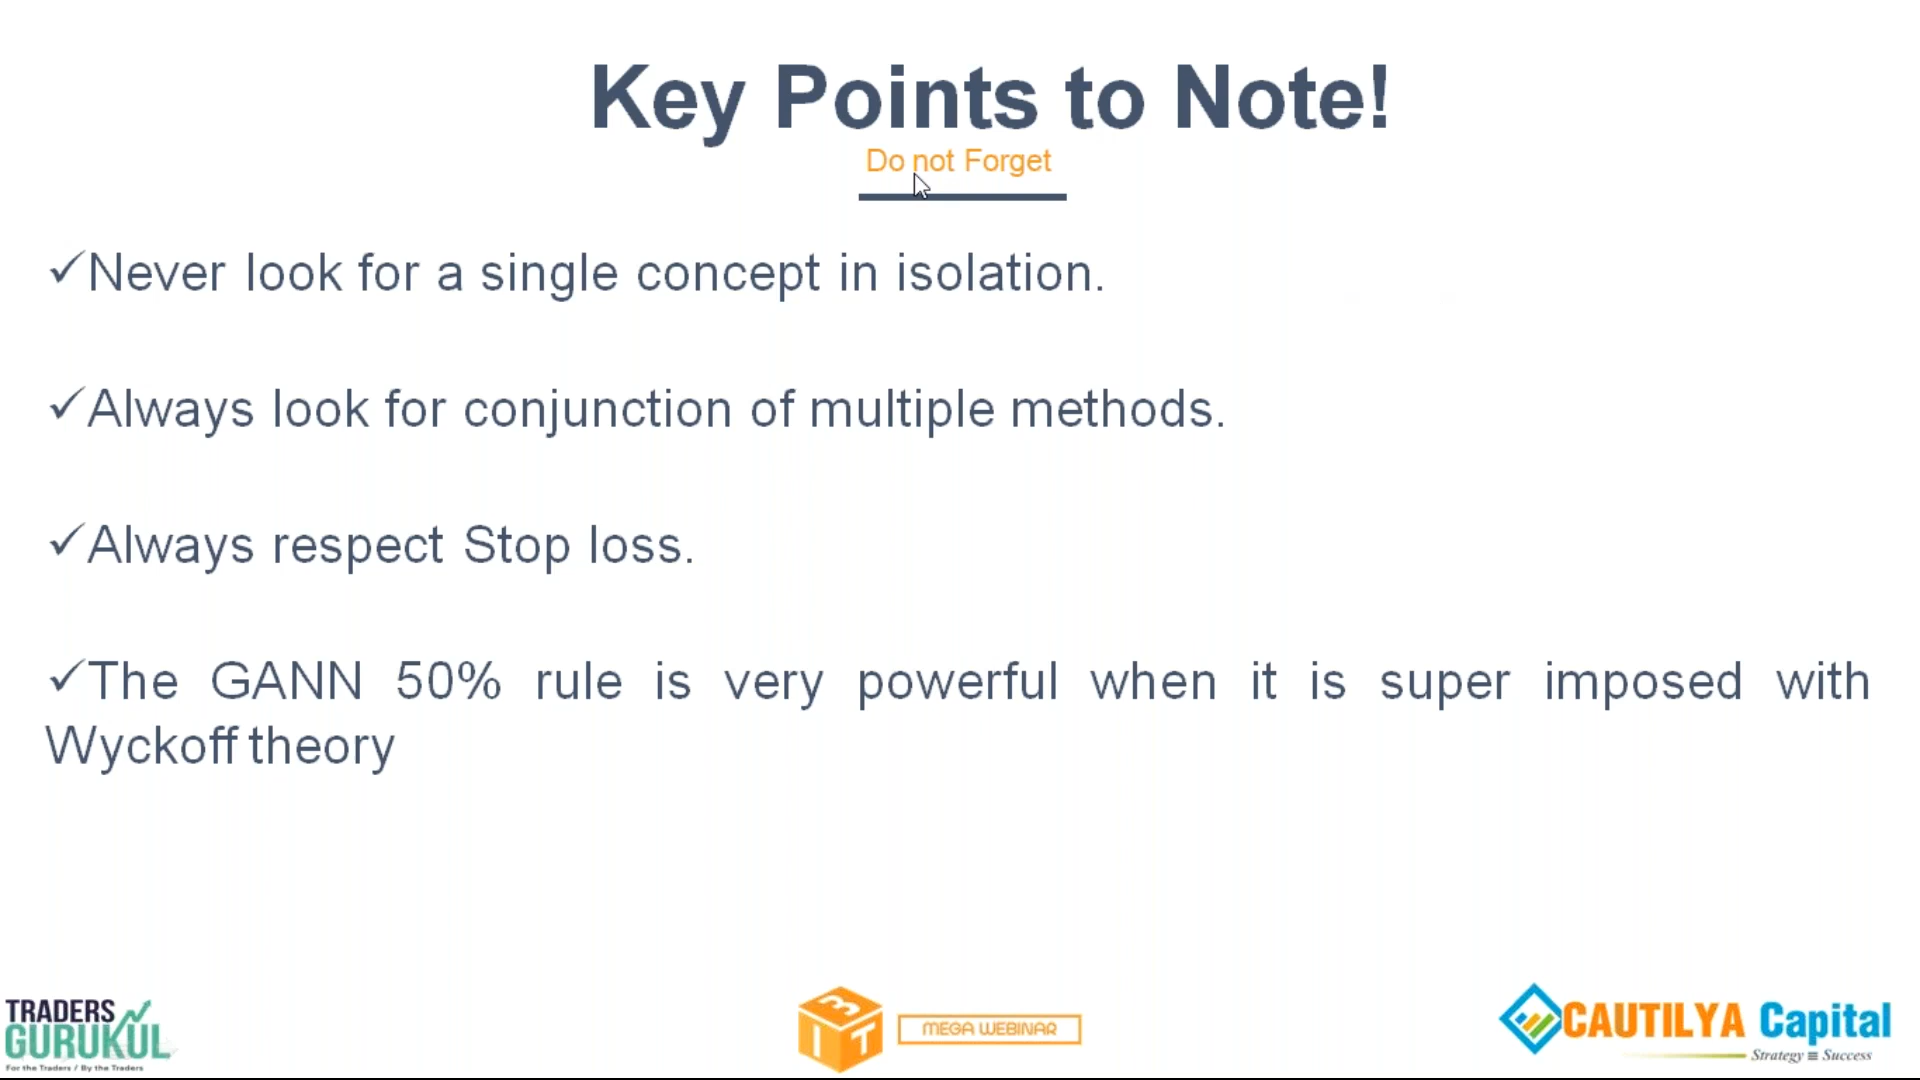 Key Points to Note!
Do not Forget
✓Never look for a single concept in isolation.
✓Always look for conjunction of multiple methods.
✓Always respect Stop loss.
✓The GANN 50% rule is very powerful when it is super imposed with
Wyckoff theory
TRADERS
GURUKUL
For the Traders / By the Traders
3
I T
MEGA WEBINAR
CAUTILYA Capital
Strategy ≡ Success